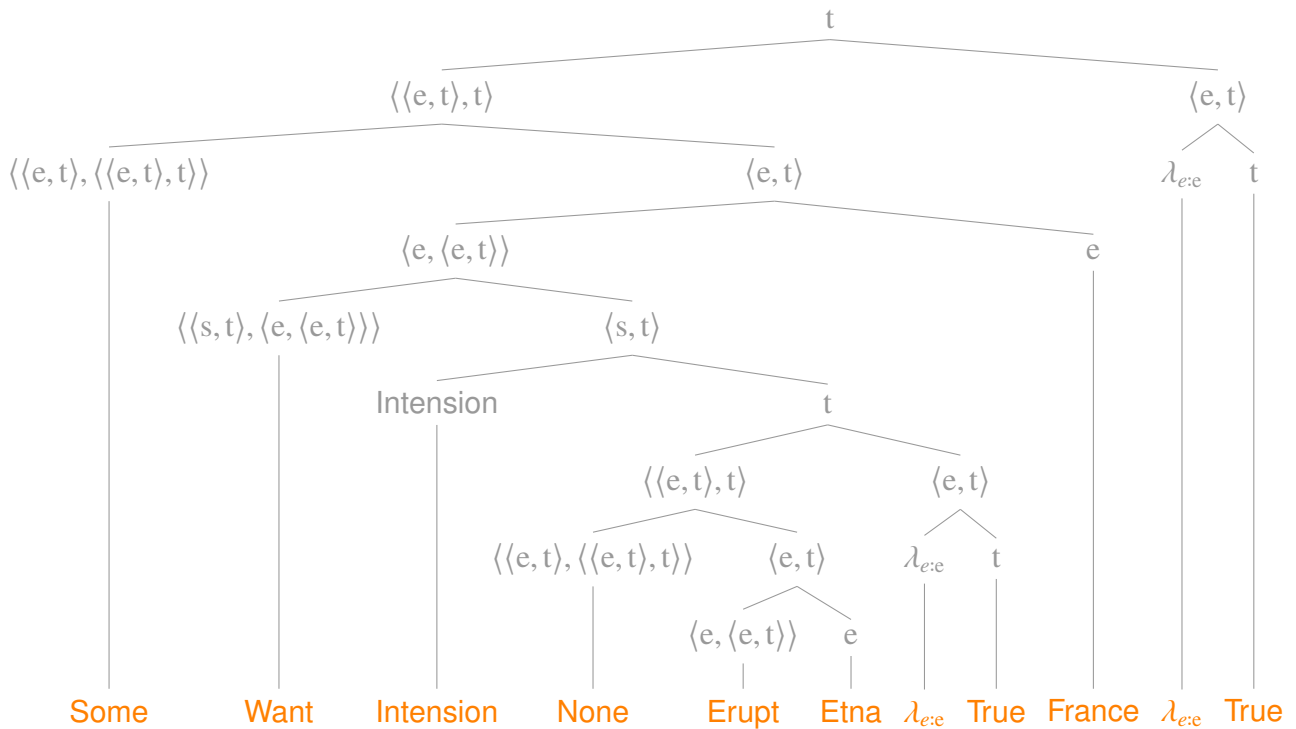 t
⟨⟨e, t⟩, t⟩ ⟨e, t⟩
⟨⟨e, t⟩, ⟨⟨e, t⟩, t⟩⟩ ⟨e, t⟩ λe:e t
⟨e, ⟨e, t⟩⟩ e
⟨⟨s, t⟩, ⟨e, ⟨e, t⟩⟩⟩ ⟨s, t⟩
Intension t
⟨⟨e, t⟩, t⟩ ⟨e, t⟩
⟨⟨e, t⟩, ⟨⟨e, t⟩, t⟩⟩ ⟨e, t⟩ λe:e t
⟨e, ⟨e, t⟩⟩ e
Some Want Intension None Erupt Etna λe:e True France λe:e True